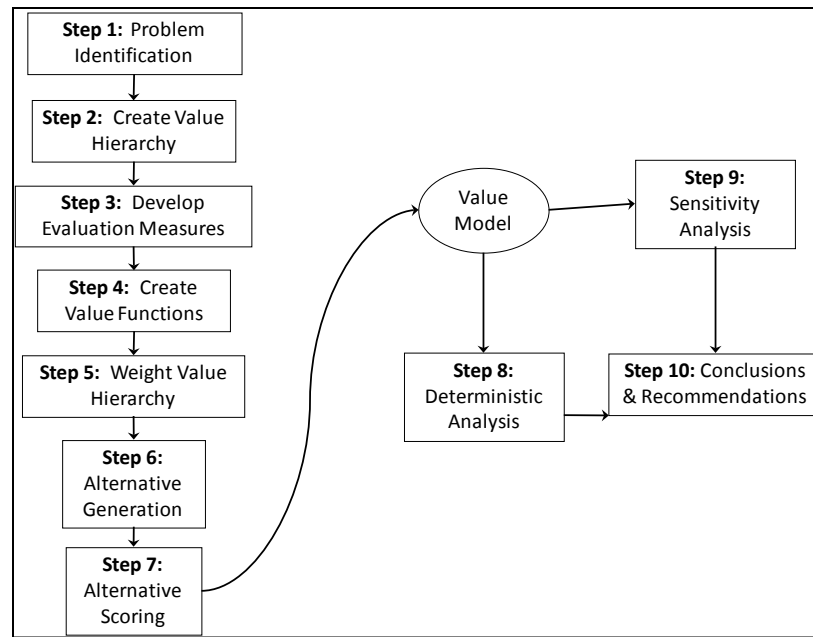 Step 1: Problem
Identification
Step 2: Create Value
Hierarchy
Step 3: Develop
Evaluation Measures
Step 4: Create
Value Functions
Step 5: Weight Value
Hierarchy
Step 6:
Alternative
Generation
Step 7:
Alternative
Scoring
Value
Model
Step 8:
Deterministic
Analysis
Step 9:
Sensitivity
Analysis
Step 10: Conclusions
& Recommendations